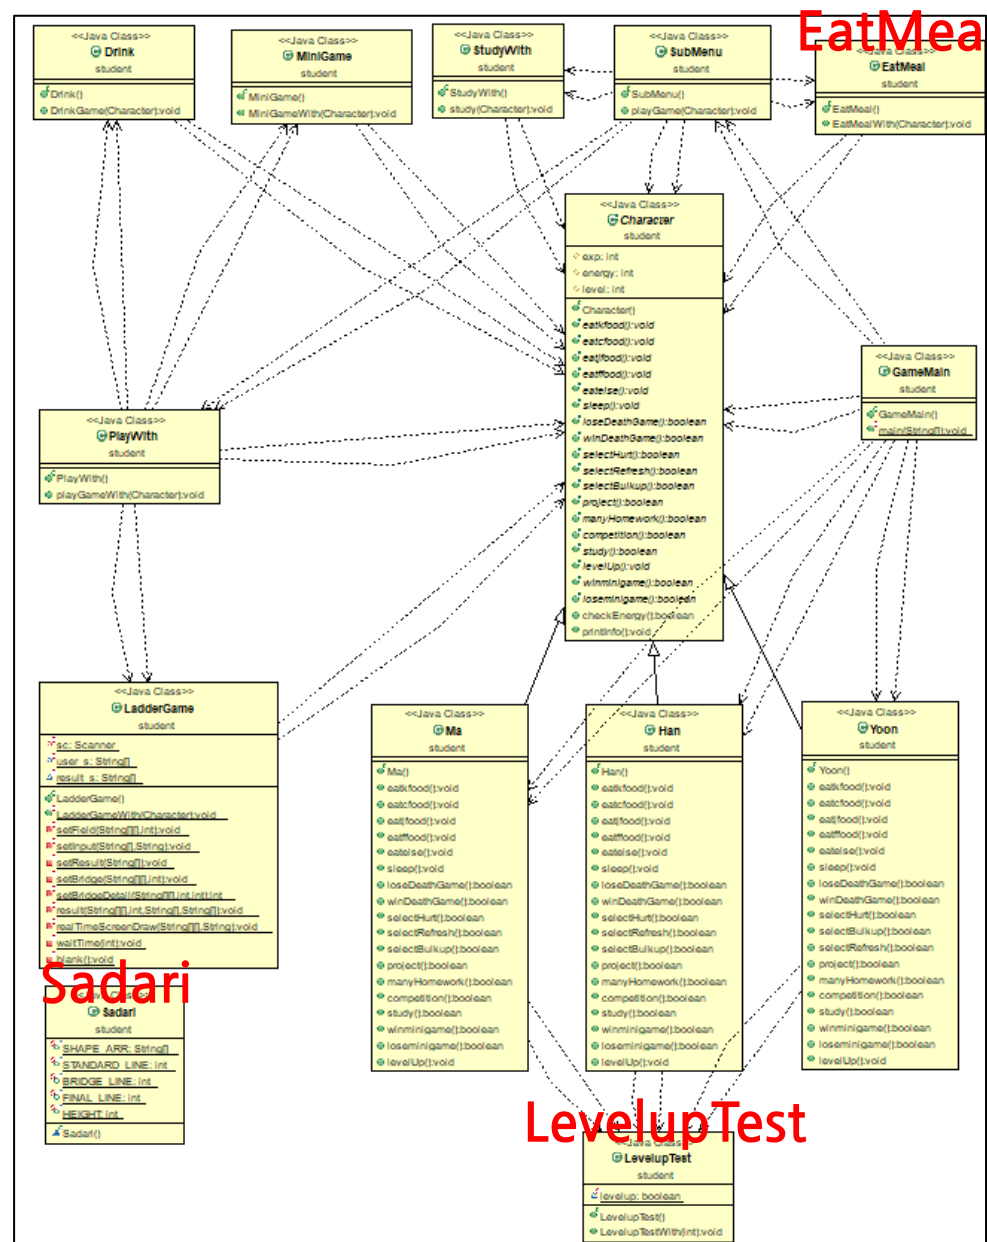 EatMea
<<Java Class>>
Drink
student
Drink()
DrinkGame(Character):void
<<Java Class>>
MiniGame
student
MiniGame()
MiniGameWith(Character):void
<<Java Class>>
StudyWith
student
StudyWith()
study(Character):void
<<Java Class>>
SubMenu
student
SubMenu()
playGame(Character):void
<<Java Class>>
EatMeal
student
EatMeal()
EatMealWith(Character):void
<<Java Class>>
Character
student
exp: int
energy: int
level: int
Character()
eatkfood():void
eatcfood():void
eatjfood():void
eatffood():void
eatelse():void
sleep():void
loseDeathGame():boolean
winDeathGame():boolean
selectHurt():boolean
selectRefresh():boolean
selectBulkup():boolean
project():boolean
manyHomework():boolean
competition():boolean
study():boolean
levelUp():void
winminigame():boolean
loseminigame():boolean
checkEnergy():boolean
printInfo():void
<<Java Class>>
GameMain
student
GameMain()
main(String[]):void
<<Java Class>>
PlayWith
student
PlayWith()
playGameWith(Character):void
<<Java Class>>
LadderGame
student
sc: Scanner
user_s: String[]
result_s: String[]
LadderGame()
LadderGameWith(Character):void
setField(String[][],int):void
setInput(String[],String):void
setResult(String[]):void
setBridge(String[][],int):void
setBridgeDetail(String[][],int,int):int
result(String[][],int,String[],String[]):void
realTimeScreenDraw(String[][],String):void
waitTime(int):void
blank():void
<<Java Class>>
Ma
student
Ma()
eatkfood():void
eatcfood():void
eatjfood():void
eatffood():void
eatelse():void
sleep():void
loseDeathGame():boolean
winDeathGame():boolean
selectHurt():boolean
selectRefresh():boolean
selectBulkup():boolean
project():boolean
manyHomework():boolean
competition():boolean
study():boolean
winminigame():boolean
loseminigame():boolean
levelUp():void
<<Java Class>>
Han
student
Han()
eatkfood():void
eatcfood():void
eatjfood():void
eatffood():void
eatelse():void
sleep():void
loseDeathGame():boolean
winDeathGame():boolean
selectHurt():boolean
selectRefresh():boolean
selectBulkup():boolean
project():boolean
manyHomework():boolean
competition():boolean
study():boolean
winminigame():boolean
loseminigame():boolean
levelUp():void
<<Java Class>>
Yoon
student
Yoon()
eatkfood():void
eatcfood():void
eatjfood():void
eatffood():void
eatelse():void
sleep():void
loseDeathGame():boolean
winDeathGame():boolean
selectHurt():boolean
selectBulkup():boolean
selectRefresh():boolean
project():boolean
manyHomework():boolean
competition():boolean
study():boolean
winminigame():boolean
loseminigame():boolean
levelUp():void
Sadari
<<Java Class>>
Sadari
student
SHAPE_ARR: String[]
STANDARD_LINE: int
BRIDGE_LINE: int
FINAL_LINE: int
HEIGHT: int
Sadari()
LevelupTest
<<Java Class>>
LevelupTest
student
levelup: boolean
LevelupTest()
LevelupTestWith(int):void